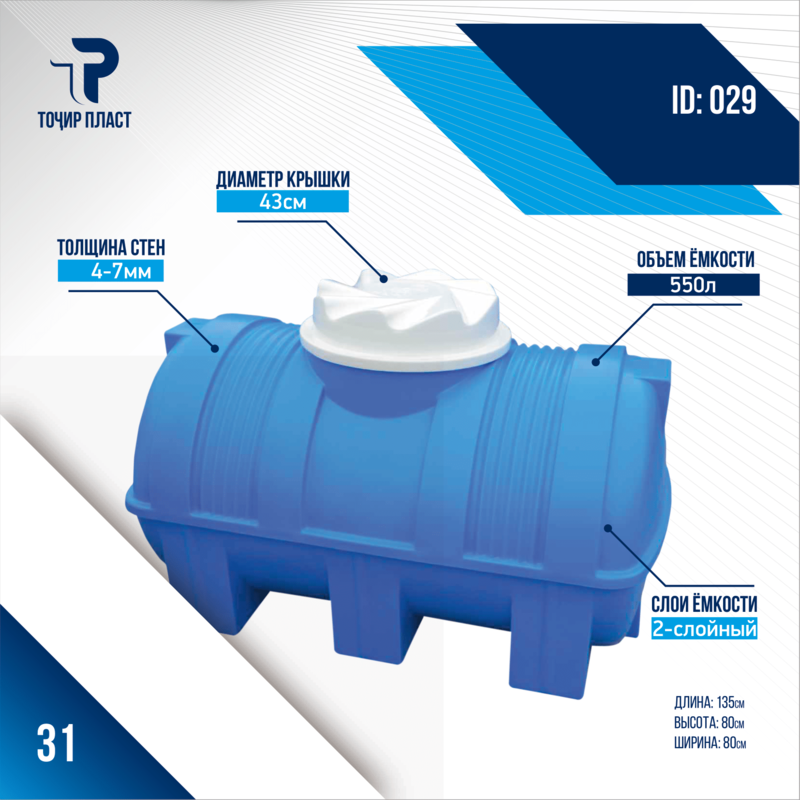 ТОҶИР ПЛАСТ
ID: 029
ДИАМЕТР КРЫШКИ
43см
ТОЛЩИНА СТЕН
4-7мм
ОБЪЕМ ЁМКОСТИ
550л
СЛОИ ЁМКОСТИ
2-слойный
ДЛИНА: 135см
ВЫСОТА: 80см
ШИРИНА: 80см
31